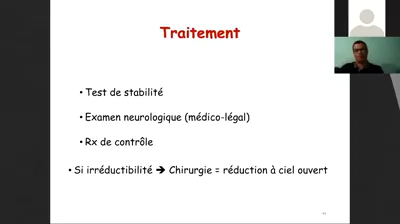 Traitement
• Test de stabilité
• Examen neurologique (médico-légal)
• Rx de contrôle
• Si irréductibilité ➔ Chirurgie = réduction à ciel ouvert